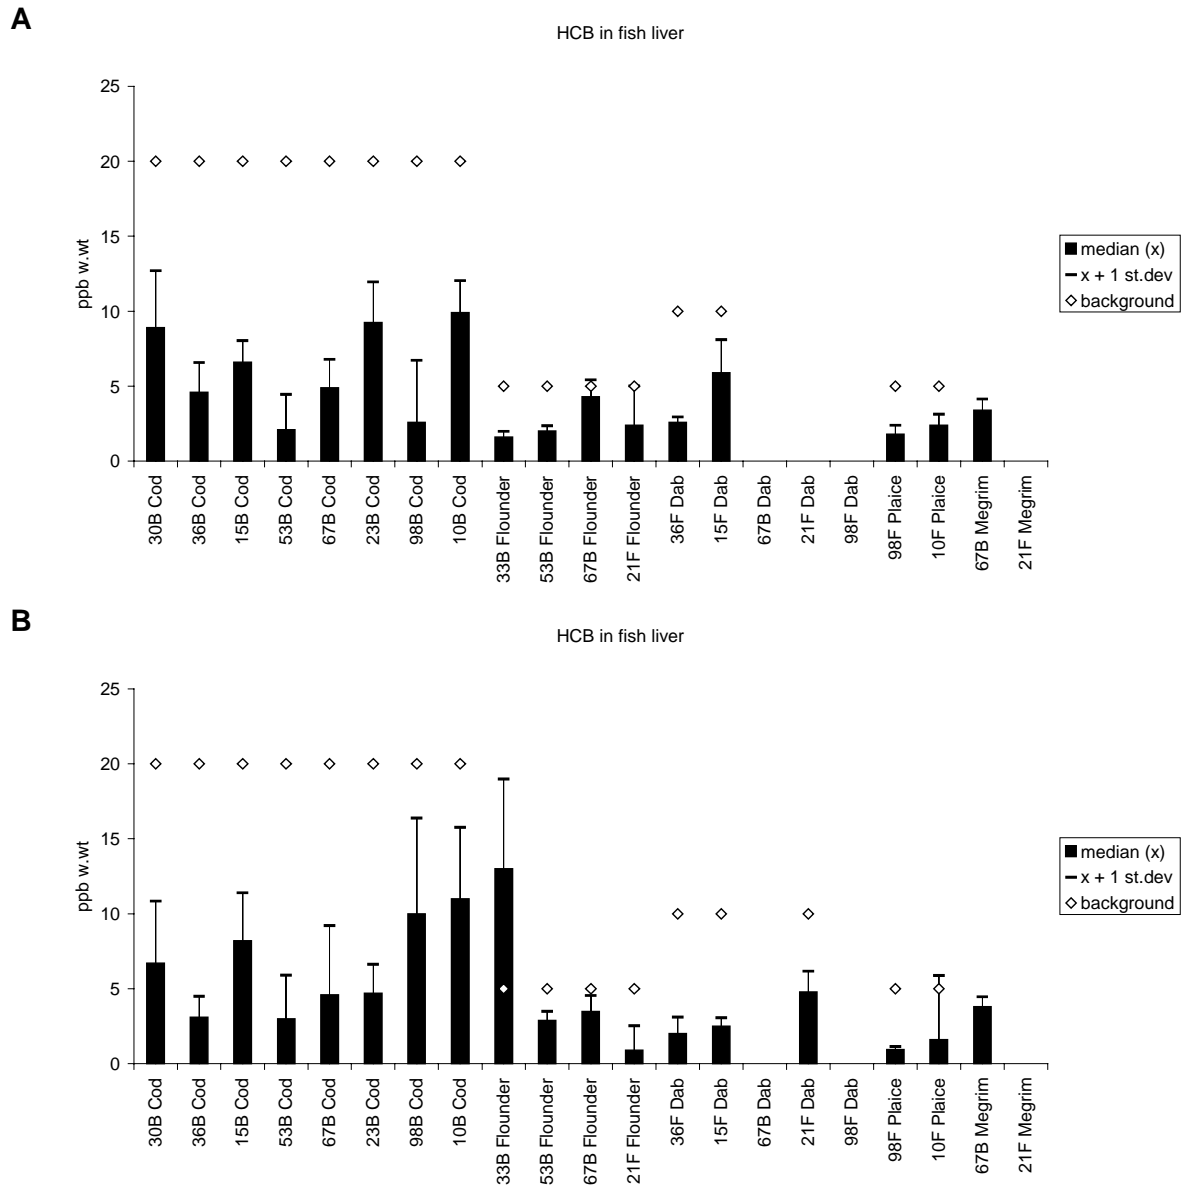 A
HCB in fish liver
25
20
15
10
5
0
ppb w.wt
median (x)
x + 1 st.dev
background
30B Cod
36B Cod
15B Cod
53B Cod
67B Cod
23B Cod
98B Cod
10B Cod
33B Flounder
53B Flounder
67B Flounder
21F Flounder
36F Dab
15F Dab
67B Dab
21F Dab
98F Dab
98F Plaice
10F Plaice
67B Megrim
21F Megrim
B
HCB in fish liver
25
20
15
10
5
0
ppb w.wt
median (x)
x + 1 st.dev
background
30B Cod
36B Cod
15B Cod
53B Cod
67B Cod
23B Cod
98B Cod
10B Cod
33B Flounder
53B Flounder
67B Flounder
21F Flounder
36F Dab
15F Dab
67B Dab
21F Dab
98F Dab
98F Plaice
10F Plaice
67B Megrim
21F Megrim